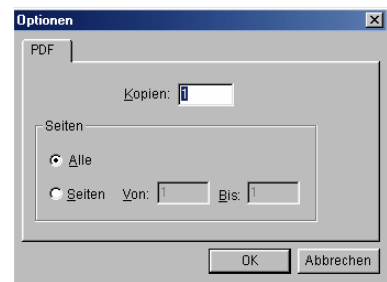 Optionen
PDF
Kopien: 1
Seiten
Alle
Seiten Von: 1 Bis: 1
OK Abbrechen